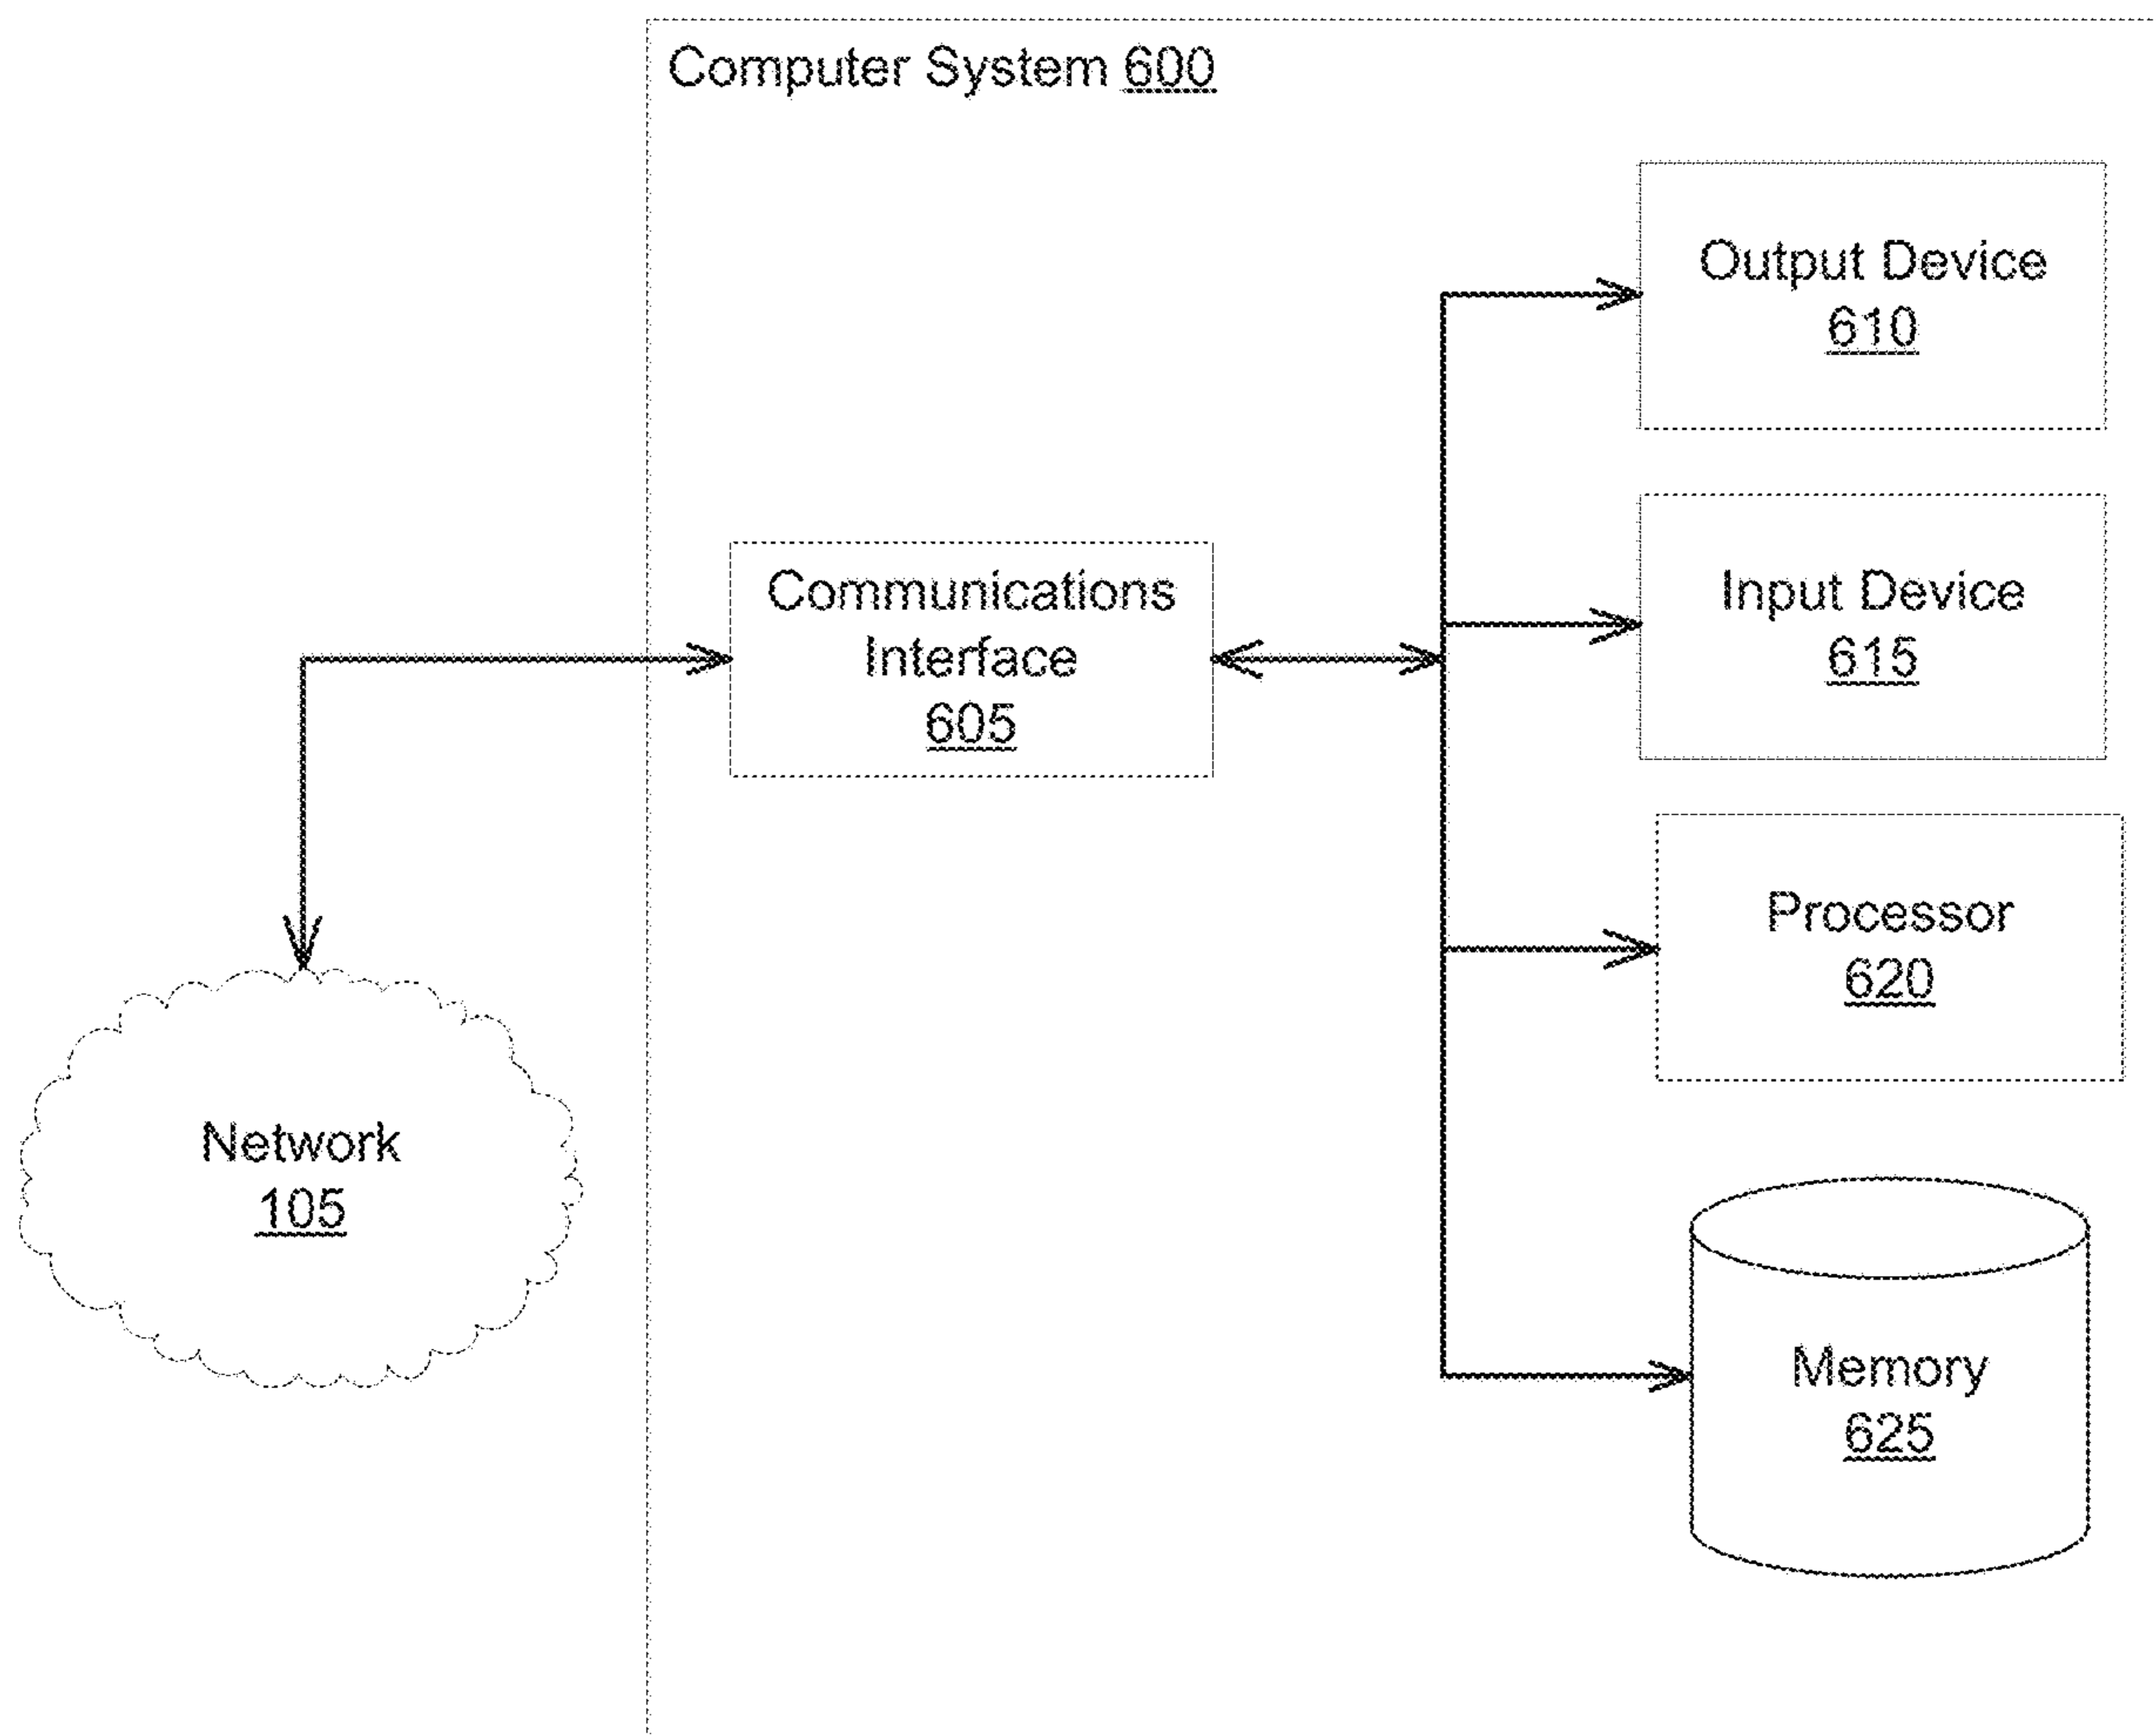 Computer System 600
Output Device
610
Input Device
615
Communications
Interface
605
Processor
620
Network
105
Memory
625